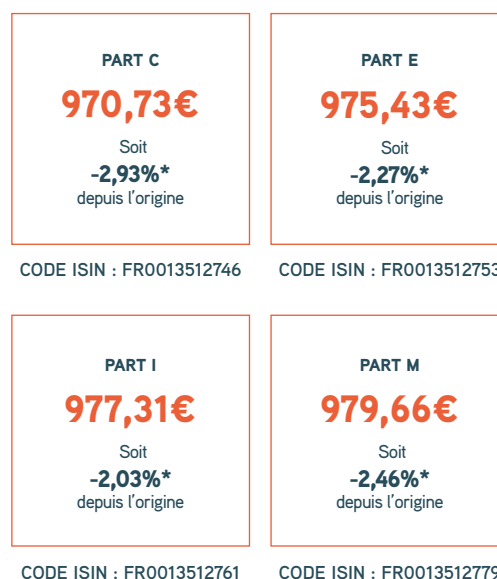 PART C
970,73€
Soit
-2,93%*
depuis l'origine
CODE ISIN : FR0013512746
PART E
975,43€
Soit
-2,27%*
depuis l'origine
CODE ISIN : FR0013512753
PART I
977,31€
Soit
-2,03%*
depuis l'origine
CODE ISIN : FR0013512761
PART M
979,66€
Soit
-2,46%*
depuis l'origine
CODE ISIN : FR0013512779